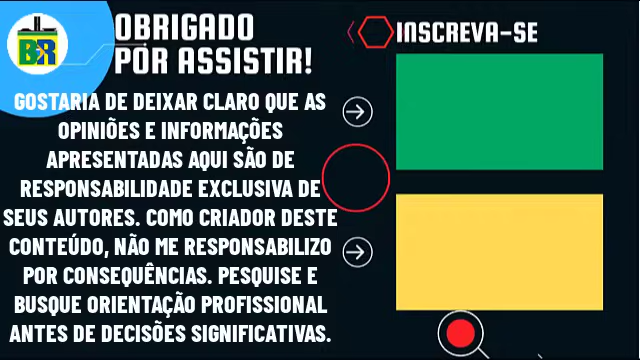 OBRIGADO
POR ASSISTIR!
INSCREVA-SE
BR
GOSTARIA DE DEIXAR CLARO QUE AS
OPINIÕES E INFORMAÇÕES
APRESENTADAS AQUI SÃO DE
RESPONSABILIDADE EXCLUSIVA DE
SEUS AUTORES. COMO CRIADOR DESTE
CONTEÚDO, NÃO ME RESPONSABILIZO
POR CONSEQUÊNCIAS. PESQUISE E
BUSQUE ORIENTAÇÃO PROFISSIONAL
ANTES DE DECISÕES SIGNIFICATIVAS.